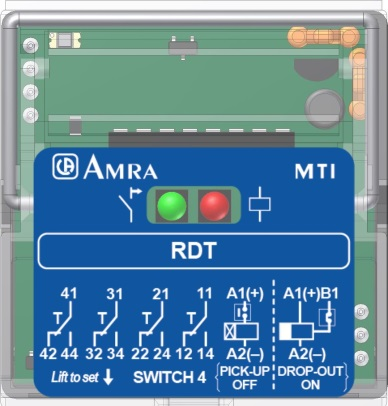 AMRA MTI
RDT
41 31 21 11 A1(+) A1(+)B1
42 44 32 34 22 24 12 14 A2(–) A2(–)
Lift to set SWITCH 4 PICK-UP OFF DROP-OUT ON